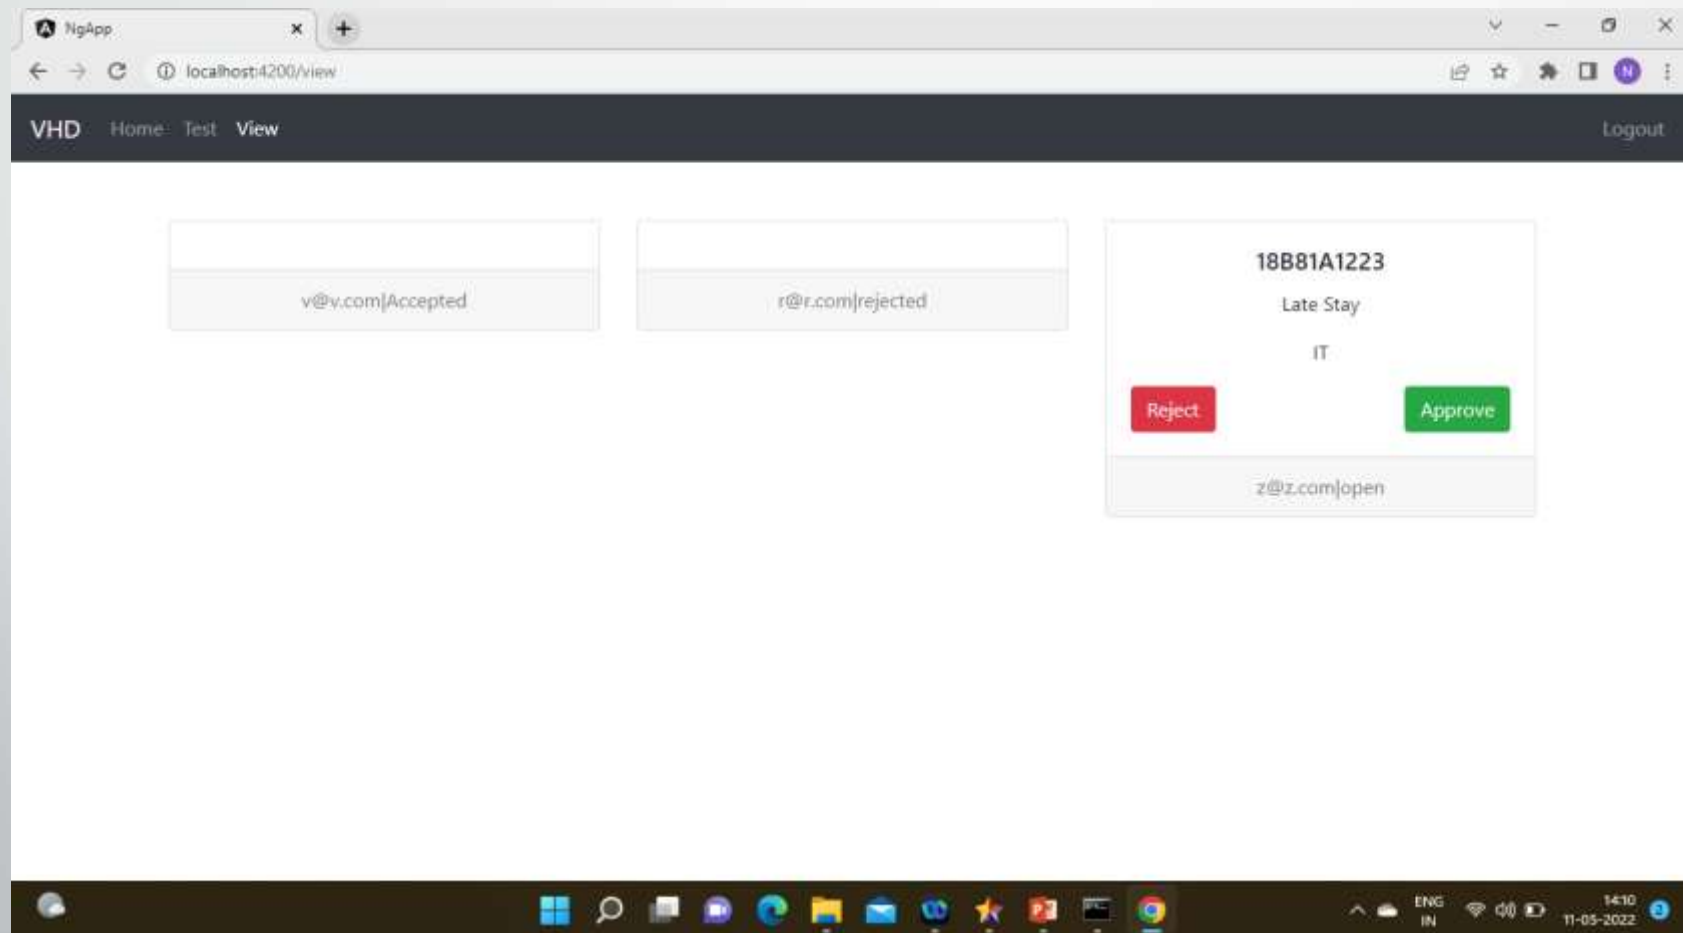 NgApp
localhost:4200/view
N
VHD Home Test View Logout
v@v.com|Accepted
r@r.com|rejected
18B81A1223
Late Stay
IT
Reject Approve
z@z.com|open
ENG
IN
14:10
11-05-2022